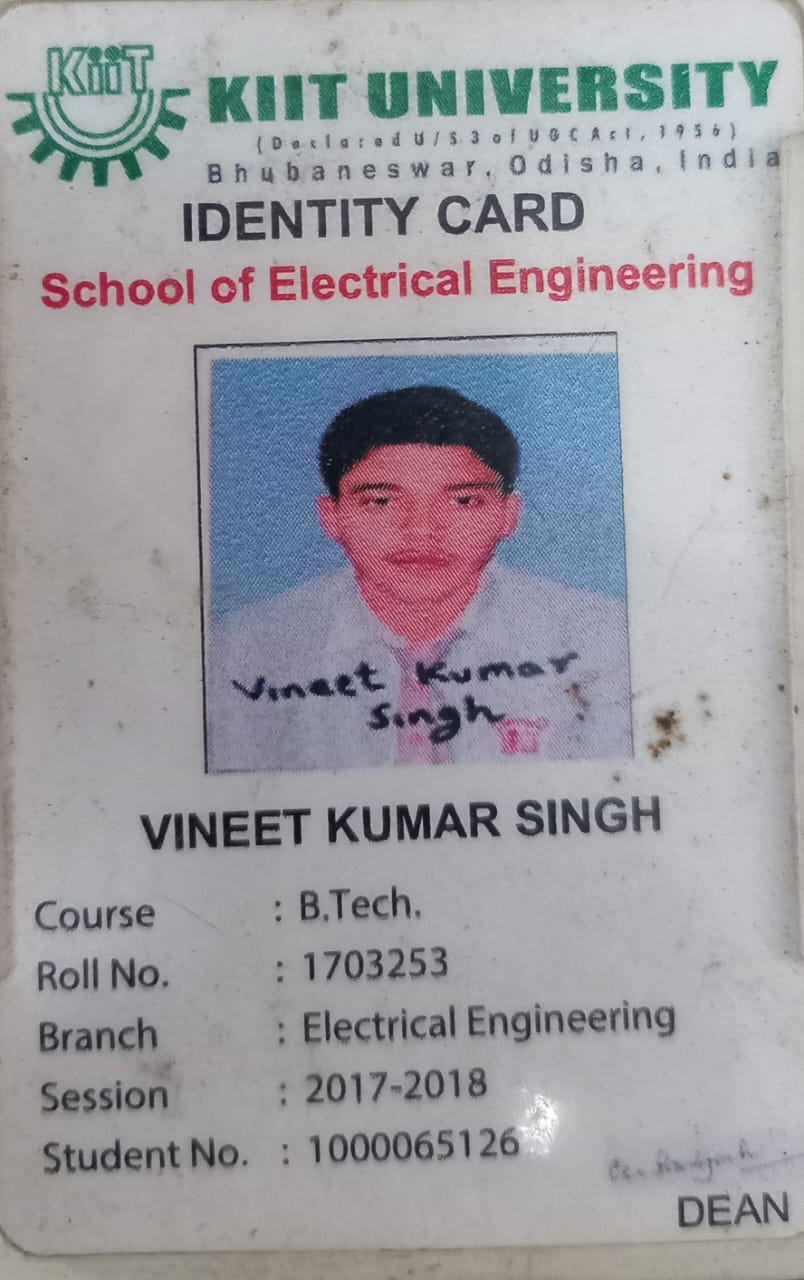 KiiT
KIIT UNIVERSITY
(Declared U/S 3 of UGC Act, 1956)
Bhubaneswar, Odisha, India
IDENTITY CARD
School of Electrical Engineering
Vineet Kumar
Singh
VINEET KUMAR SINGH
Course : B.Tech.
Roll No. : 1703253
Branch : Electrical Engineering
Session : 2017-2018
Student No. : 1000065126
DEAN